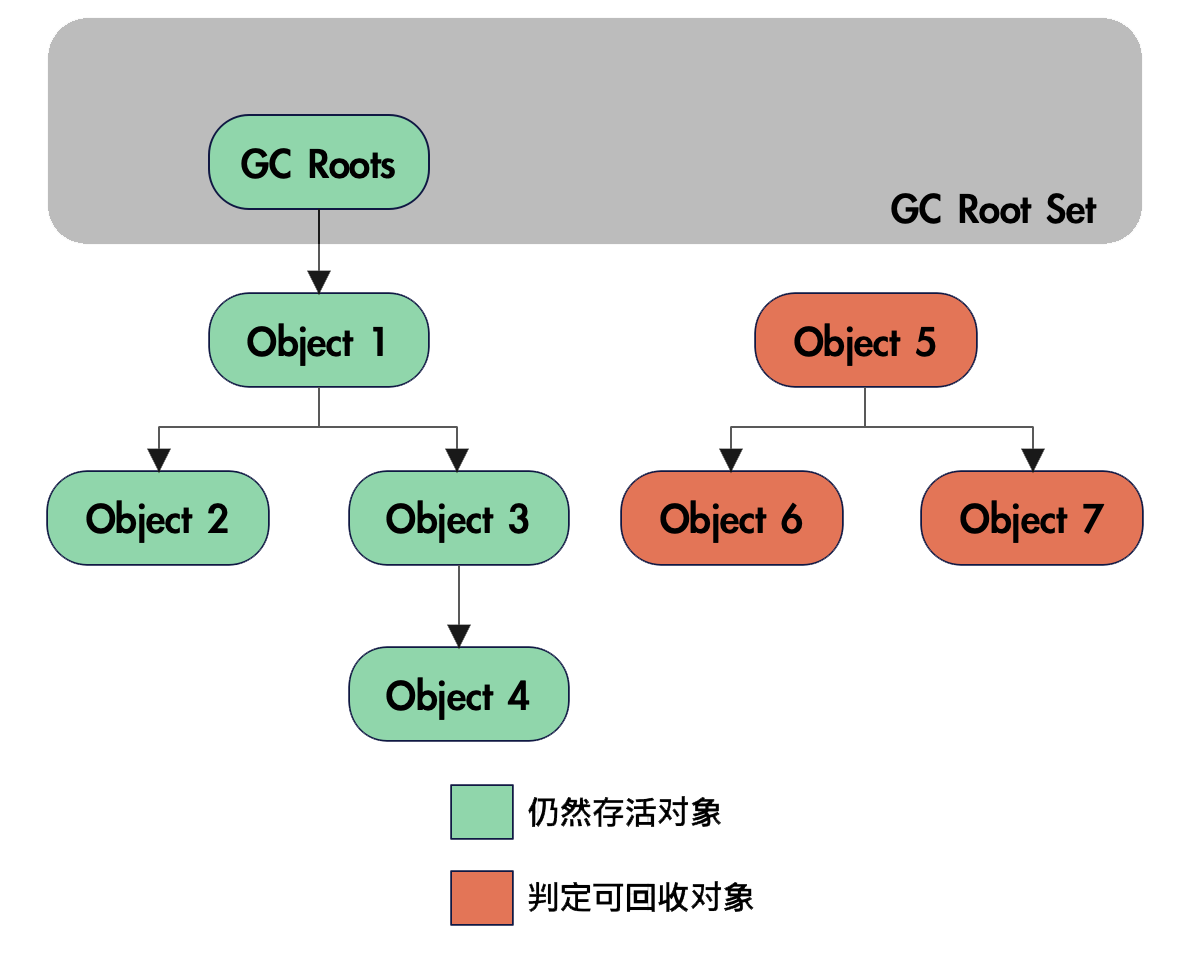 GC Roots
GC Root Set
Object 1
Object 5
Object 2
Object 3
Object 6
Object 7
Object 4
仍然存活对象
判定可回收对象